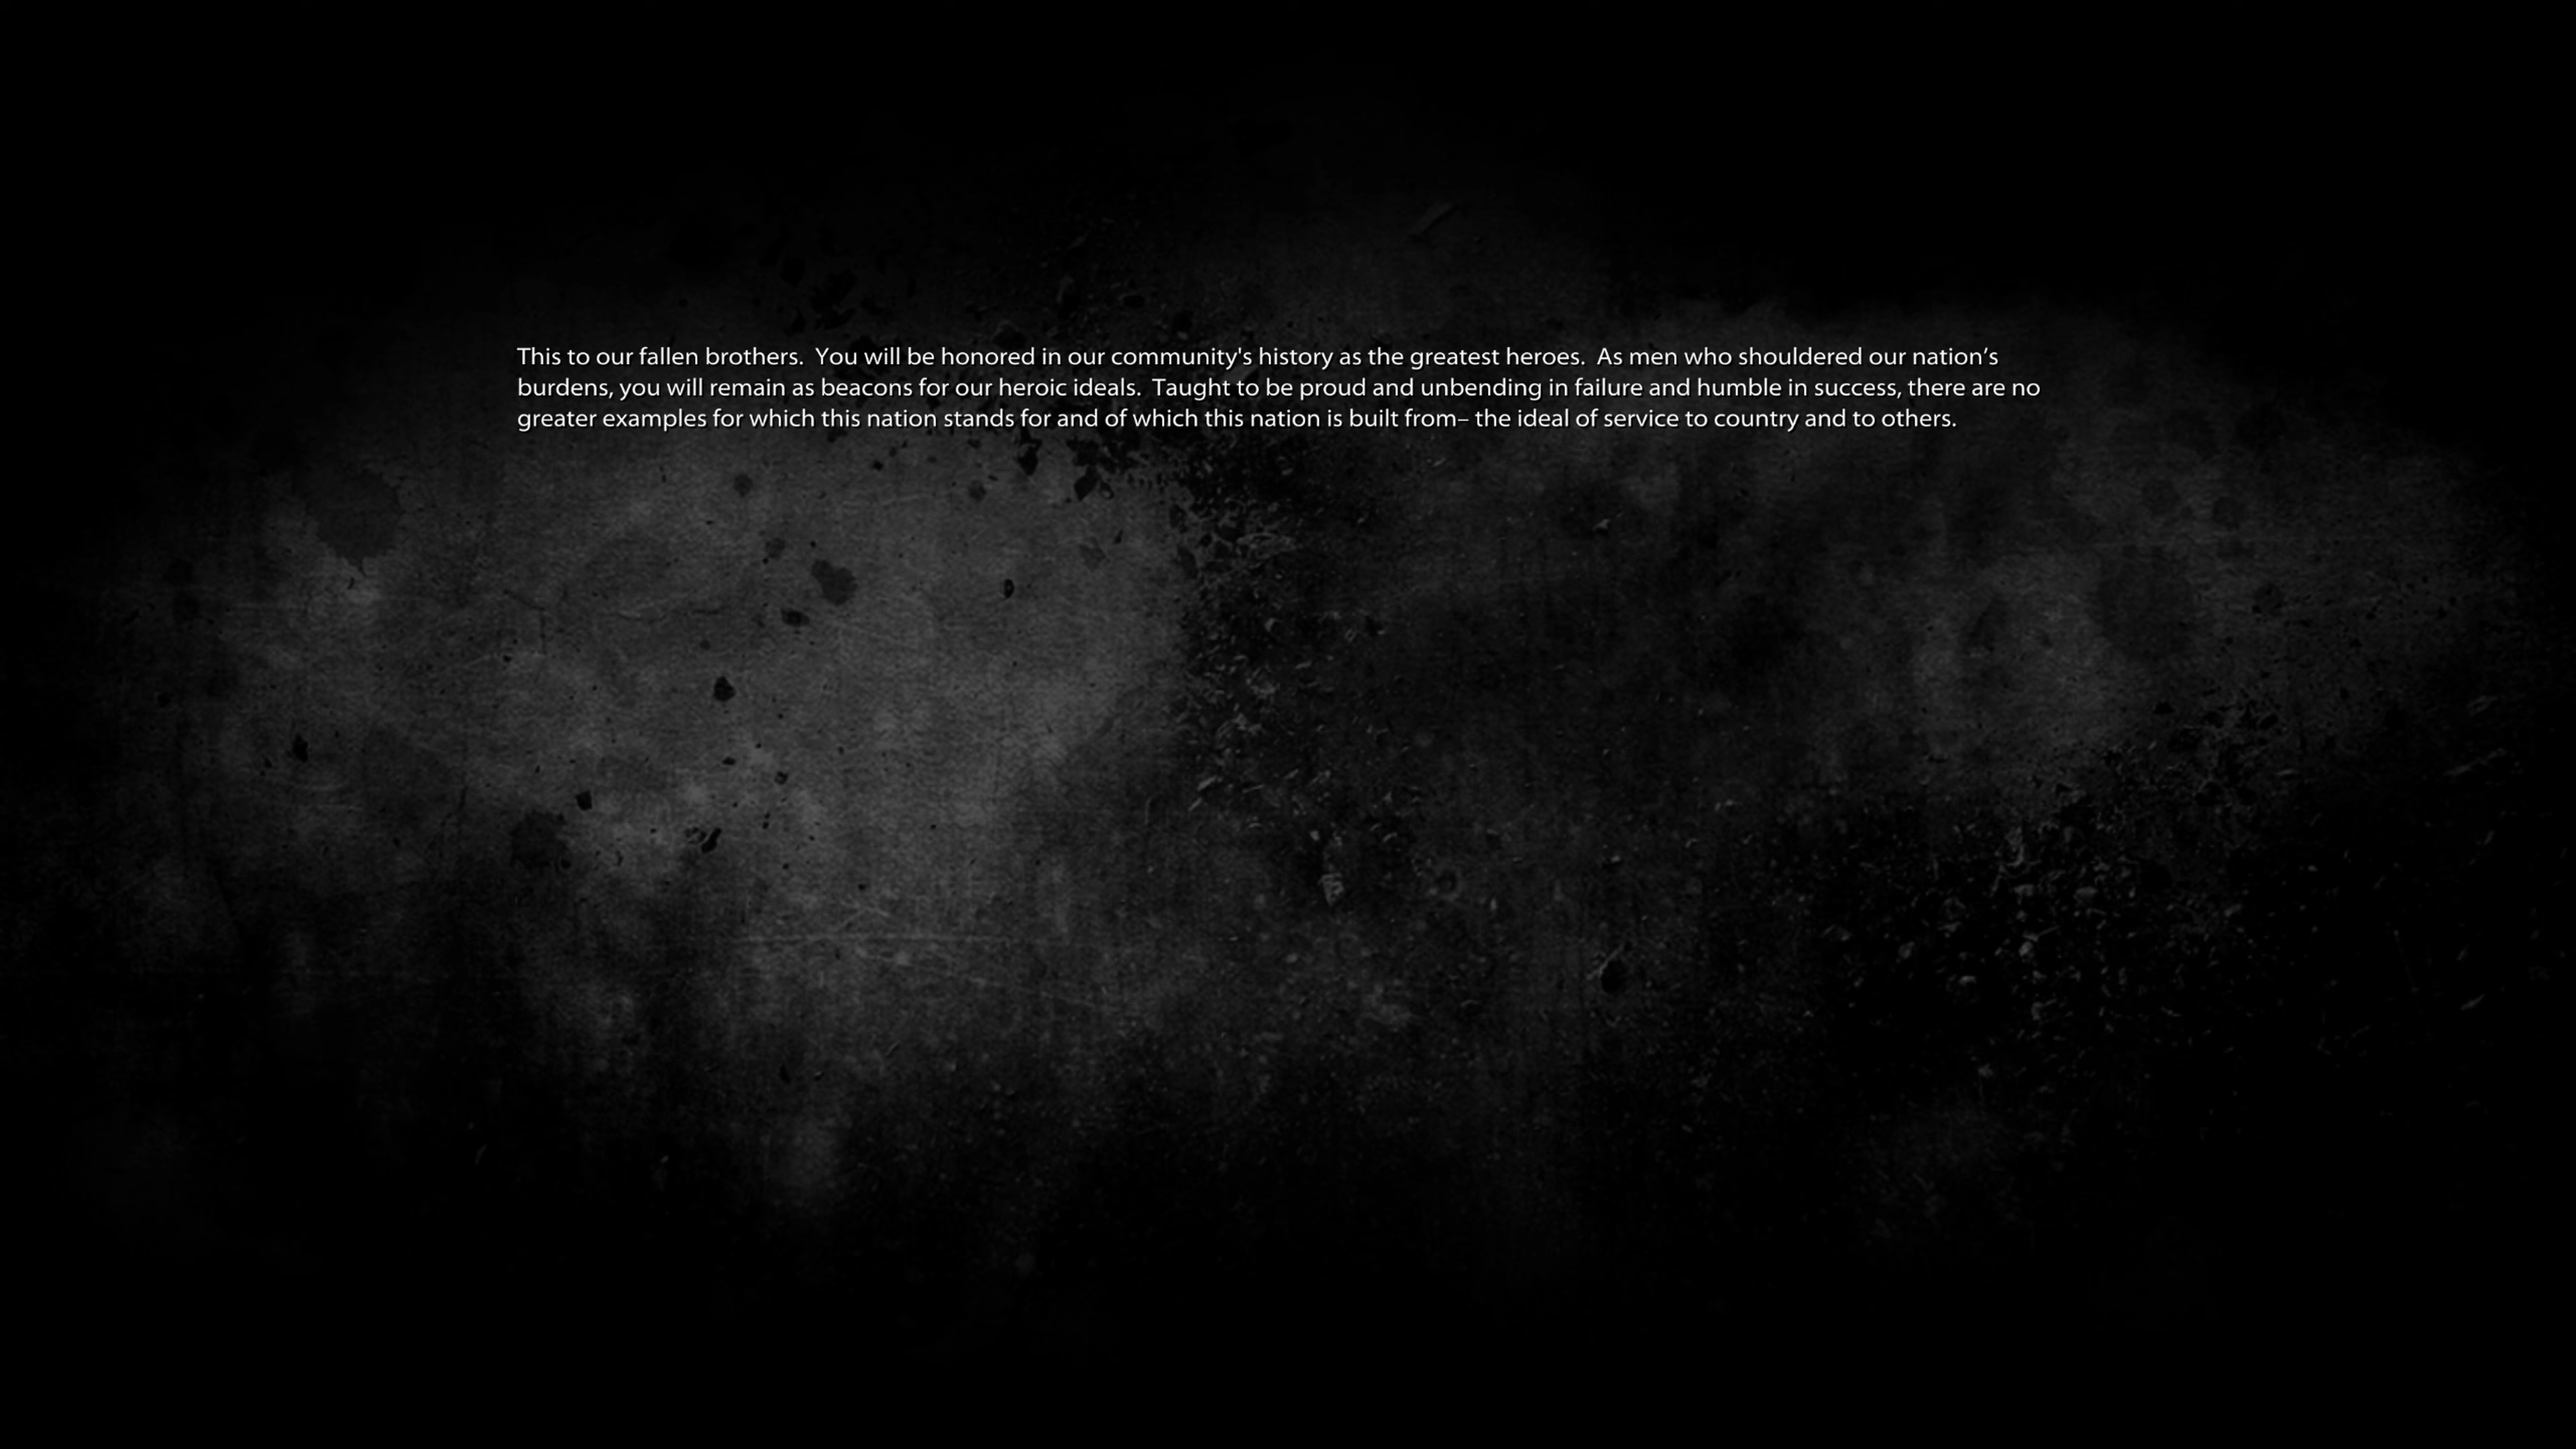 This to our fallen brothers.  You will be honored in our community's history as the greatest heroes.  As men who shouldered our nation’s
burdens, you will remain as beacons for our heroic ideals.  Taught to be proud and unbending in failure and humble in success, there are no
greater examples for which this nation stands for and of which this nation is built from– the ideal of service to country and to others.